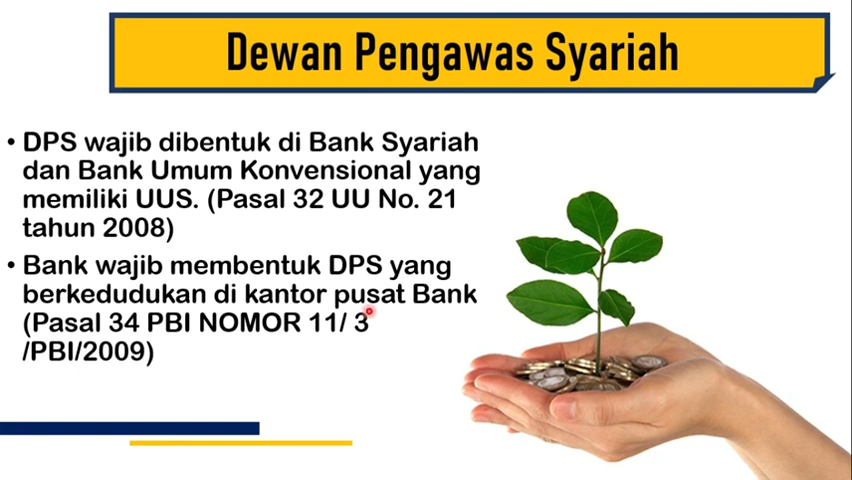 Dewan Pengawas Syariah
• DPS wajib dibentuk di Bank Syariah
dan Bank Umum Konvensional yang
memiliki UUS. (Pasal 32 UU No. 21
tahun 2008)
• Bank wajib membentuk DPS yang
berkedudukan di kantor pusat Bank
(Pasal 34 PBI NOMOR 11/ 3
/PBI/2009)